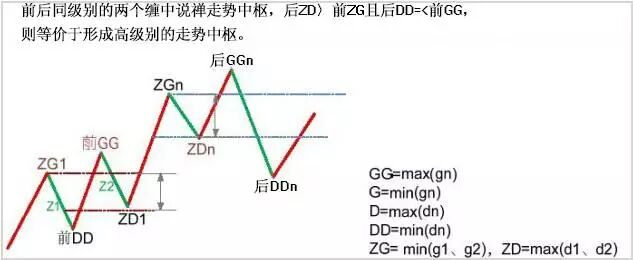 前后同级别的两个缠中说禅走势中枢，后ZD〉前ZG且后DD=<前GG,
则等价于形成高级别的走势中枢。
后GGn
ZGn
前GG
ZDn
ZG1
Z2
Z1
ZD1
后DDn
前DD
GG=max(gn)
G=min(gn)
D=max(dn)
DD=min(dn)
ZG= min(g1、g2)，ZD=max(d1、d2)